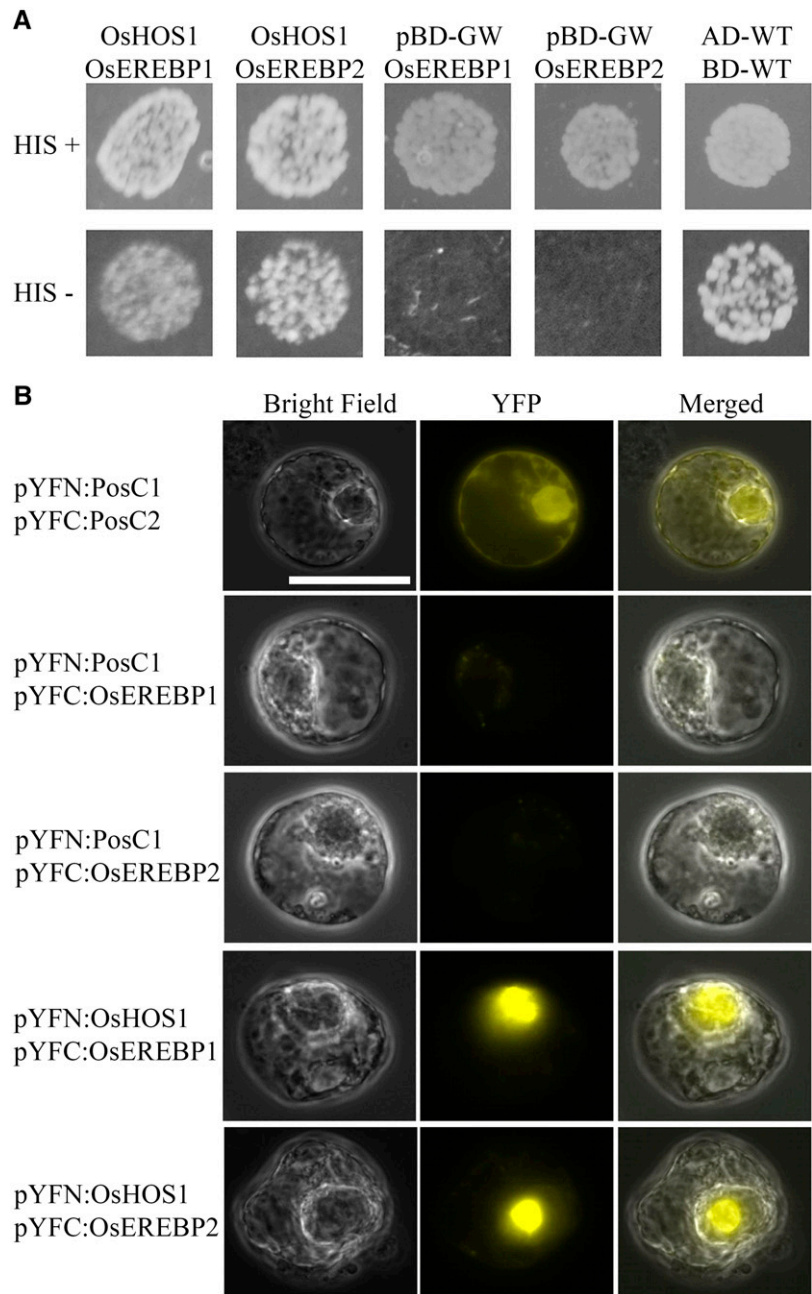 A
OsHOS1 OsHOS1 pBD-GW pBD-GW AD-WT
OsEREBP1 OsEREBP2 OsEREBP1 OsEREBP2 BD-WT
HIS +
HIS -
B
Bright Field YFP Merged
pYFN:PosC1
pYFC:PosC2
pYFN:PosC1
pYFC:OsEREBP1
pYFN:PosC1
pYFC:OsEREBP2
pYFN:OsHOS1
pYFC:OsEREBP1
pYFN:OsHOS1
pYFC:OsEREBP2